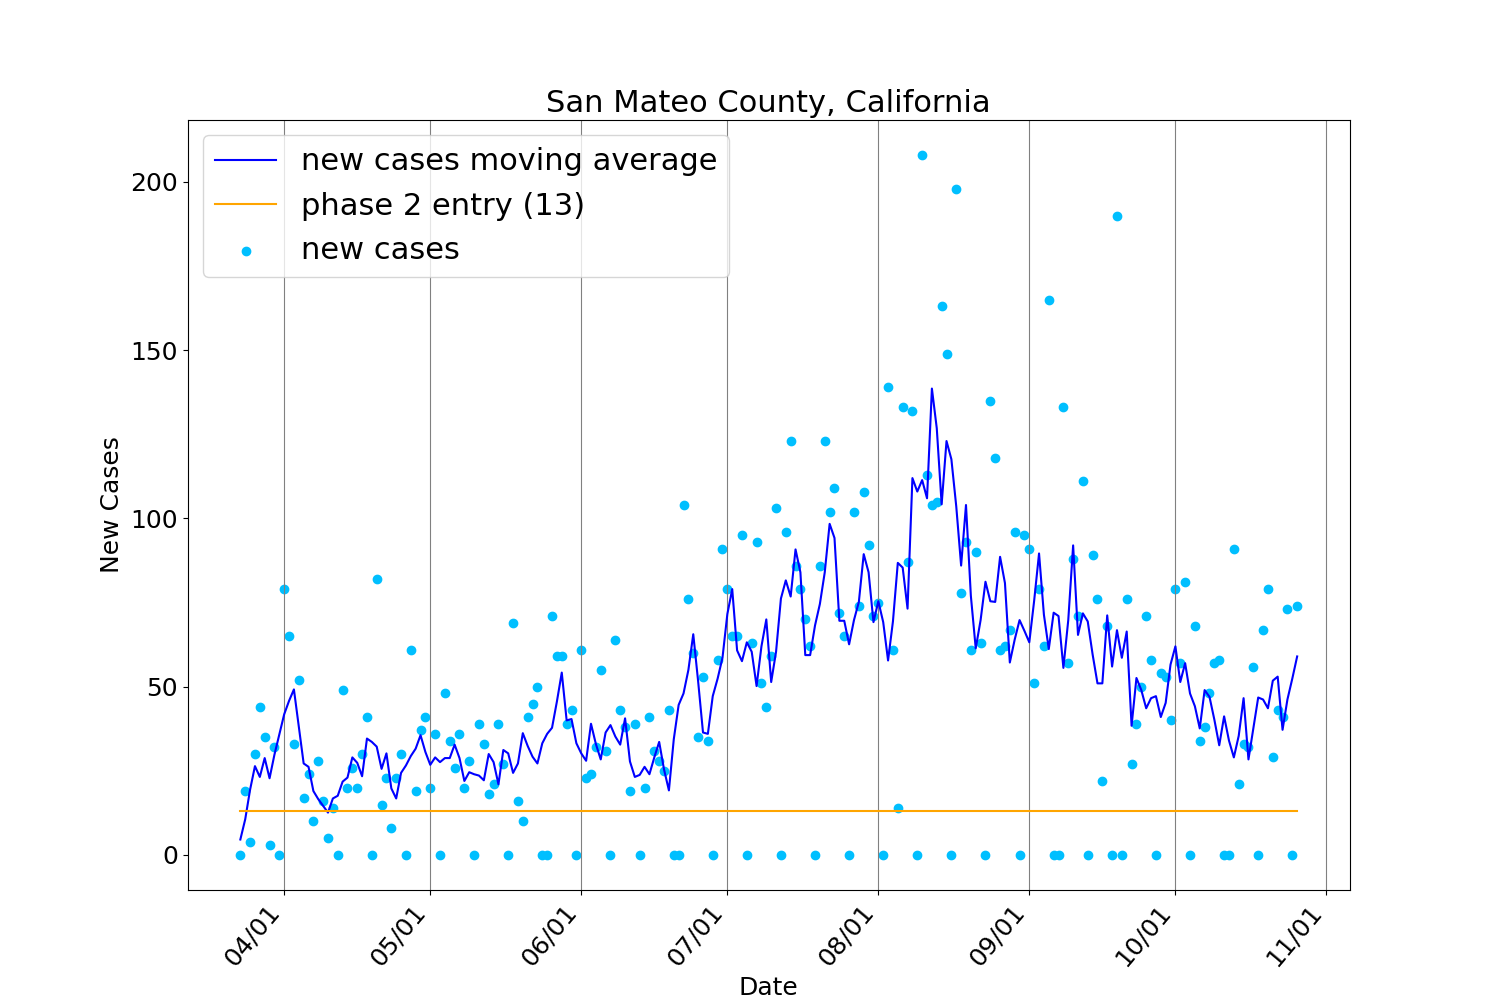 San Mateo County, California
new cases moving average
phase 2 entry (13)
new cases
200
150
100
50
0
New Cases
04/01
05/01
06/01
07/01
08/01
09/01
10/01
11/01
Date